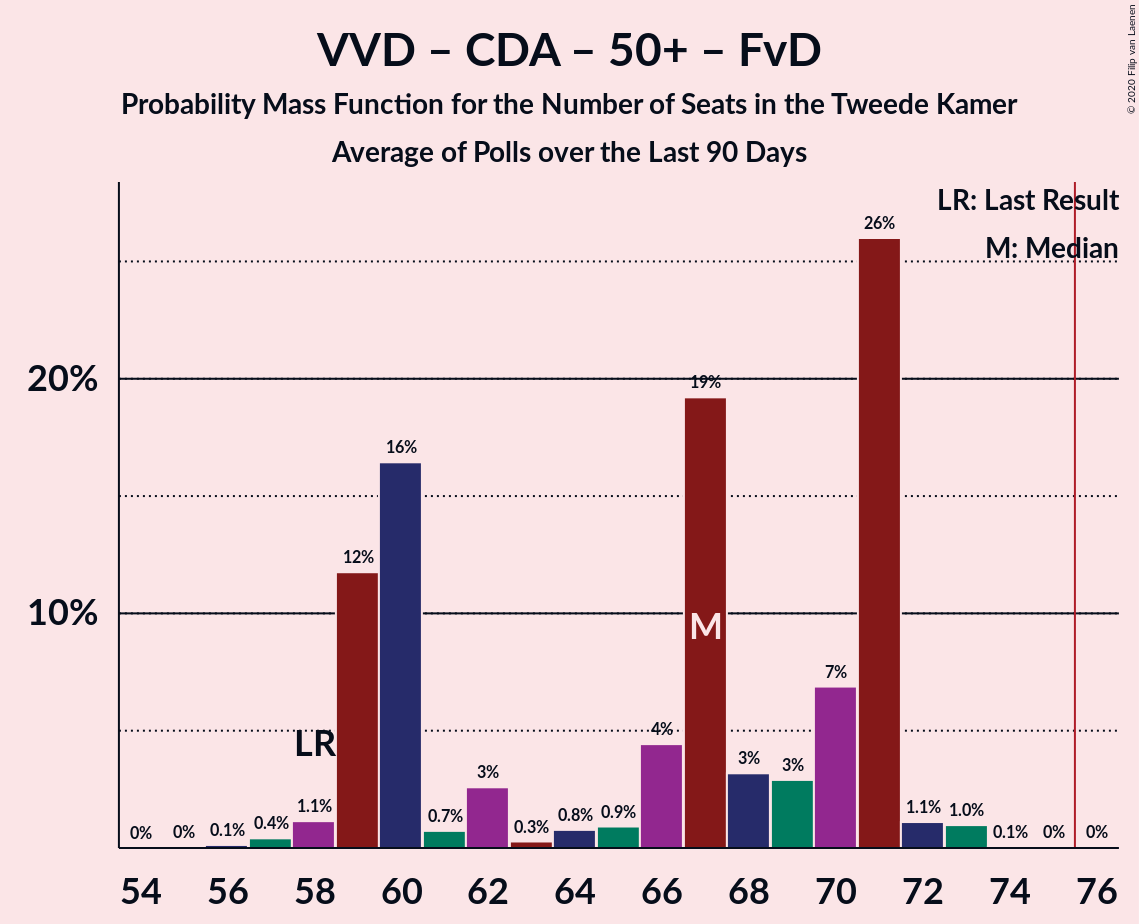 VVD – CDA – 50+ – FvD
Probability Mass Function for the Number of Seats in the Tweede Kamer
Average of Polls over the Last 90 Days
© 2020 Filip van Laenen
LR: Last Result
M: Median
20%
10%
0%
0%
0.1%
0.4%
1.1%
12%
16%
0.7%
3%
0.3%
0.8%
0.9%
4%
19%
3%
3%
7%
26%
1.1%
1.0%
0.1%
0%
0%
LR
M
54 56 58 60 62 64 66 68 70 72 74 76